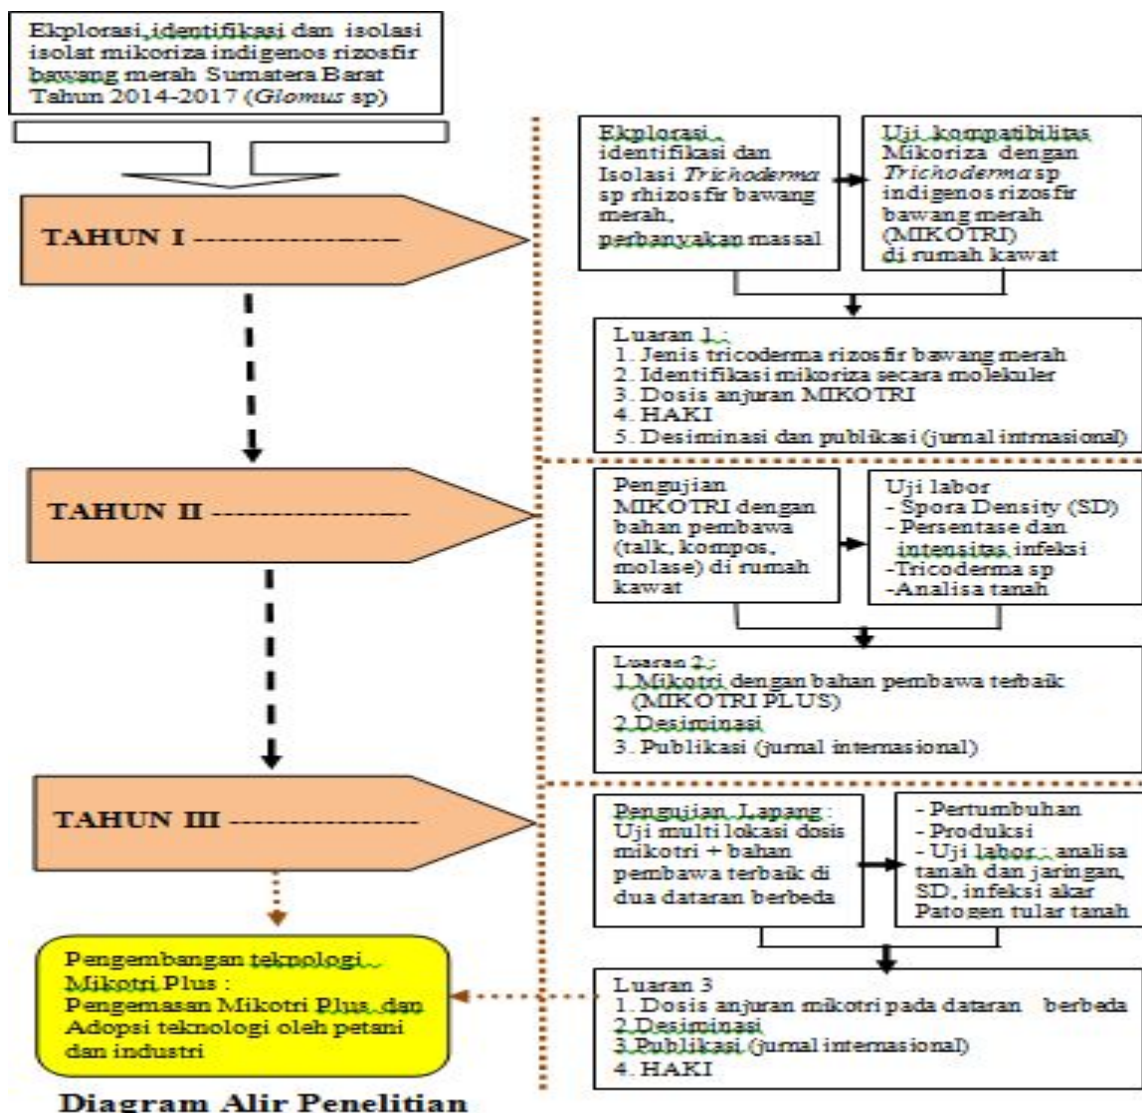 Ekplorasi,identifikasi dan isolasi
isolat mikoriza indigenos rizosfir
bawang merah Sumatera Barat
Tahun 2014-2017 (Glomus sp)
TAHUN I --------------------
Ekplorasi
identifikasi dan
Isolasi Trichoderma
sp rhizosfir bawang
merah,
perbanyakan massal
Uji kompatibilitas
Mikoriza dengan
Trichoderma sp
indigenos rizosfir
bawang merah
(MIKOTRI)
di rumah kawat
Luaran 1 :
1. Jenis tricoderma rizosfir bawang merah
2. Identifikasi mikoriza secara molekuler
3. Dosis anjuran MIKOTRI
4. HAKI
5. Desiminasi dan publikasi (jurnal intrnasional)
TAHUN II -------------------
Pengujian
MIKOTRI dengan
bahan pembawa
(talk, kompos,
molase) di rumah
kawat
Uji labor
- Spora Density (SD)
- Persentase dan
intensitas infeksi
-Tricoderma sp
-Analisa tanah
Luaran 2 :
1.Mikotri dengan bahan pembawa terbaik
(MIKOTRI PLUS)
2.Desiminasi
3. Publikasi (jurnal internasional)
TAHUN III ------------------
Pengujian Lapang :
Uji multi lokasi dosis
mikotri + bahan
pembawa terbaik di
dua dataran berbeda
- Pertumbuhan
- Produksi
- Uji labor : analisa
tanah dan jaringan,
SD, infeksi akar
Patogen tular tanah
Luaran 3
1. Dosis anjuran mikotri pada dataran berbeda
2.Desiminasi
3.Publikasi (jurnal internasional)
4. HAKI
Pengembangan teknologi
Mikotri Plus :
Pengemasan Mikotri Plus dan
Adopsi teknologi oleh petani
dan industri
Diagram Alir Penelitian